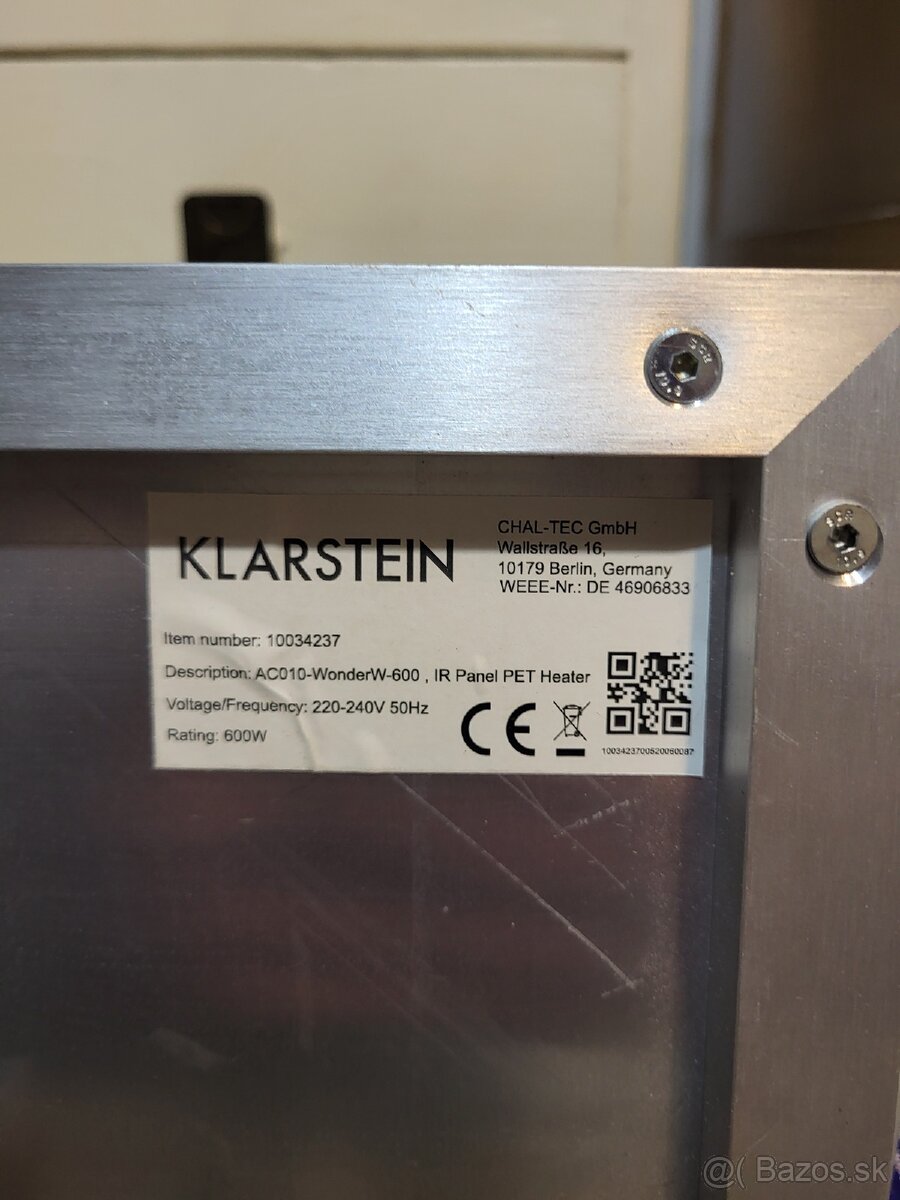 KLARSTEIN
CHAL-TEC GmbH
Wallstraße 16,
10179 Berlin, Germany
WEEE-Nr.: DE 46906833
Item number: 10034237
Description: AC010-WonderW-600 , IR Panel PET Heater
Voltage/Frequency: 220-240V 50Hz
Rating: 600W
CE
1003423700620060087
@( Bazos.sk